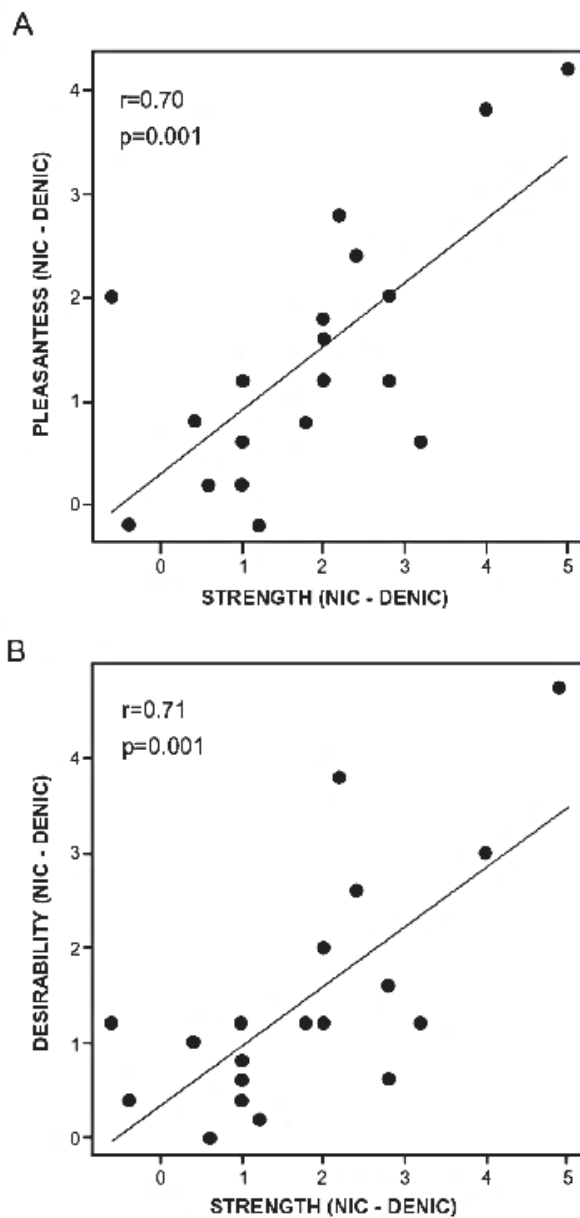 A
r=0.70
p=0.001
PLEASANTESS (NIC - DENIC)
4
3
2
1
0
0 1 2 3 4 5
STRENGTH (NIC - DENIC)
B
r=0.71
p=0.001
DESIRABILITY (NIC - DENIC)
4
3
2
1
0
0 1 2 3 4 5
STRENGTH (NIC - DENIC)